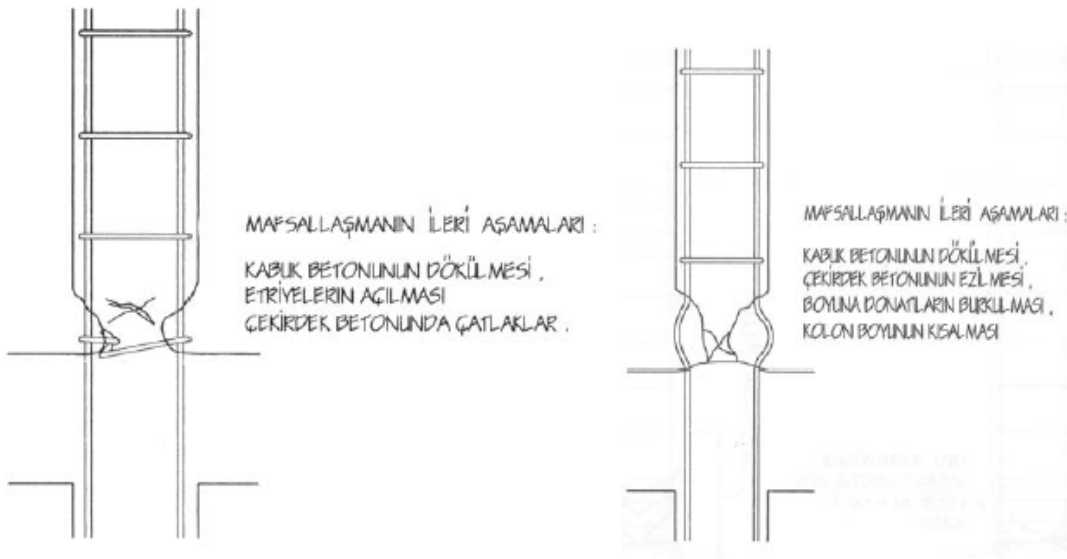 MAFSALLAŞMANIN İLERİ AŞAMALARI :
KABUK BETONUNUN DÖKÜLMESİ ,
ETRİYELERIN AÇILMASI
ÇEKİRDEK BETONUNDA ÇATLAKLAR .
MAFSALLAŞMANIN İLERİ AŞAMALARI :
KABUK BETONUNUN DÖKÜLMESİ ,
ÇEKİRDEK BETONUNUN EZİLMESİ ,
BOYUNA DONATILARIN BURKULMASI ,
KOLON BOYUNUN KISALMASI